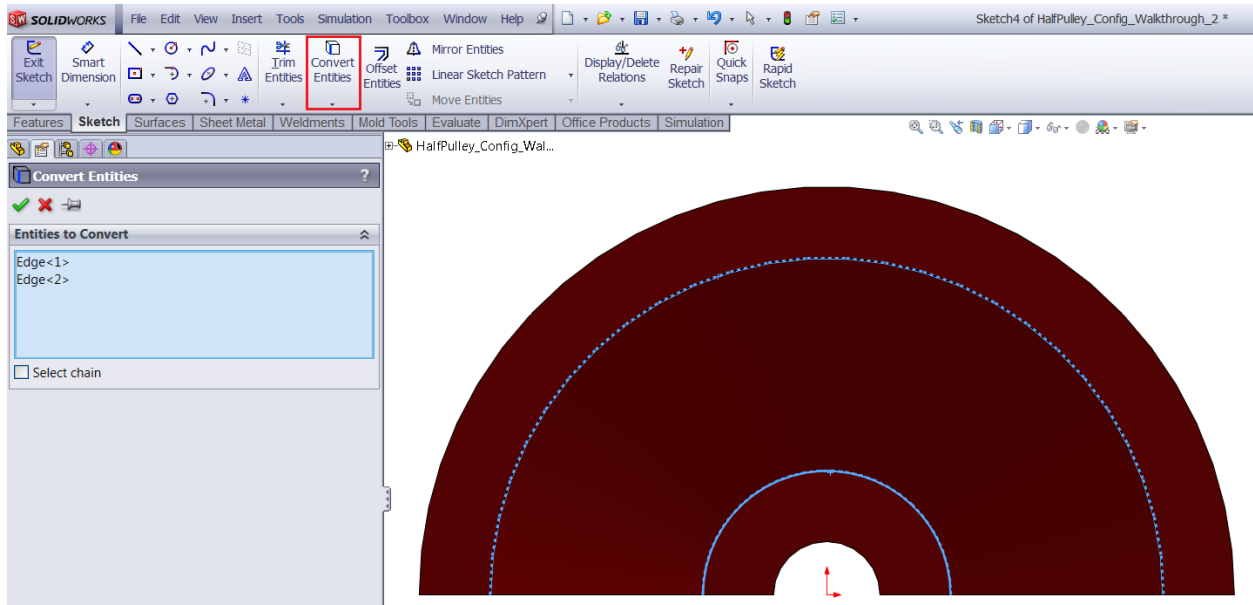 SOLIDWORKS File Edit View Insert Tools Simulation Toolbox Window Help Sketch4 of HalfPulley_Config_Walkthrough_2 *
Exit Sketch
Smart Dimension
Trim Entities
Convert Entities
Offset Entities
Mirror Entities
Linear Sketch Pattern
Move Entities
Display/Delete Relations
Repair Sketch
Quick Snaps
Rapid Sketch
Features Sketch Surfaces Sheet Metal Weldments Mold Tools Evaluate DimXpert Office Products Simulation
HalfPulley_Config_Wal...
Convert Entities ?
Entities to Convert
Edge<1>
Edge<2>
Select chain